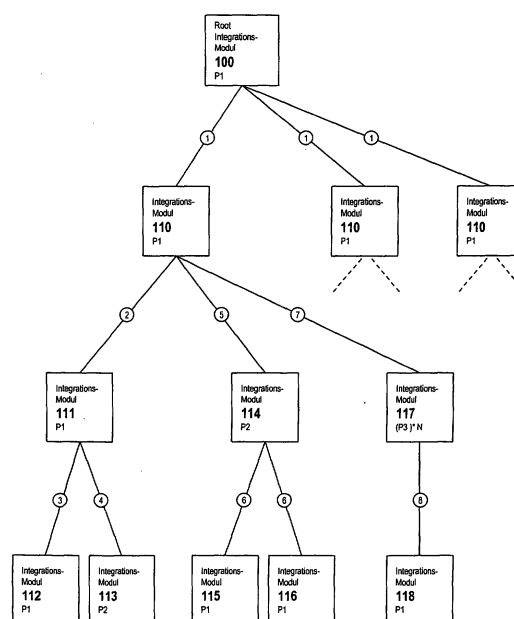 Root
Integrations-
Modul
100
P1
1
1
1
Integrations-
Modul
110
P1
Integrations-
Modul
110
P1
Integrations-
Modul
110
P1
2
5
7
Integrations-
Modul
111
P1
Integrations-
Modul
114
P2
Integrations-
Modul
117
(P3 )* N
3
4
6
6
8
Integrations-
Modul
112
P1
Integrations-
Modul
113
P2
Integrations-
Modul
115
P1
Integrations-
Modul
116
P1
Integrations-
Modul
118
P1